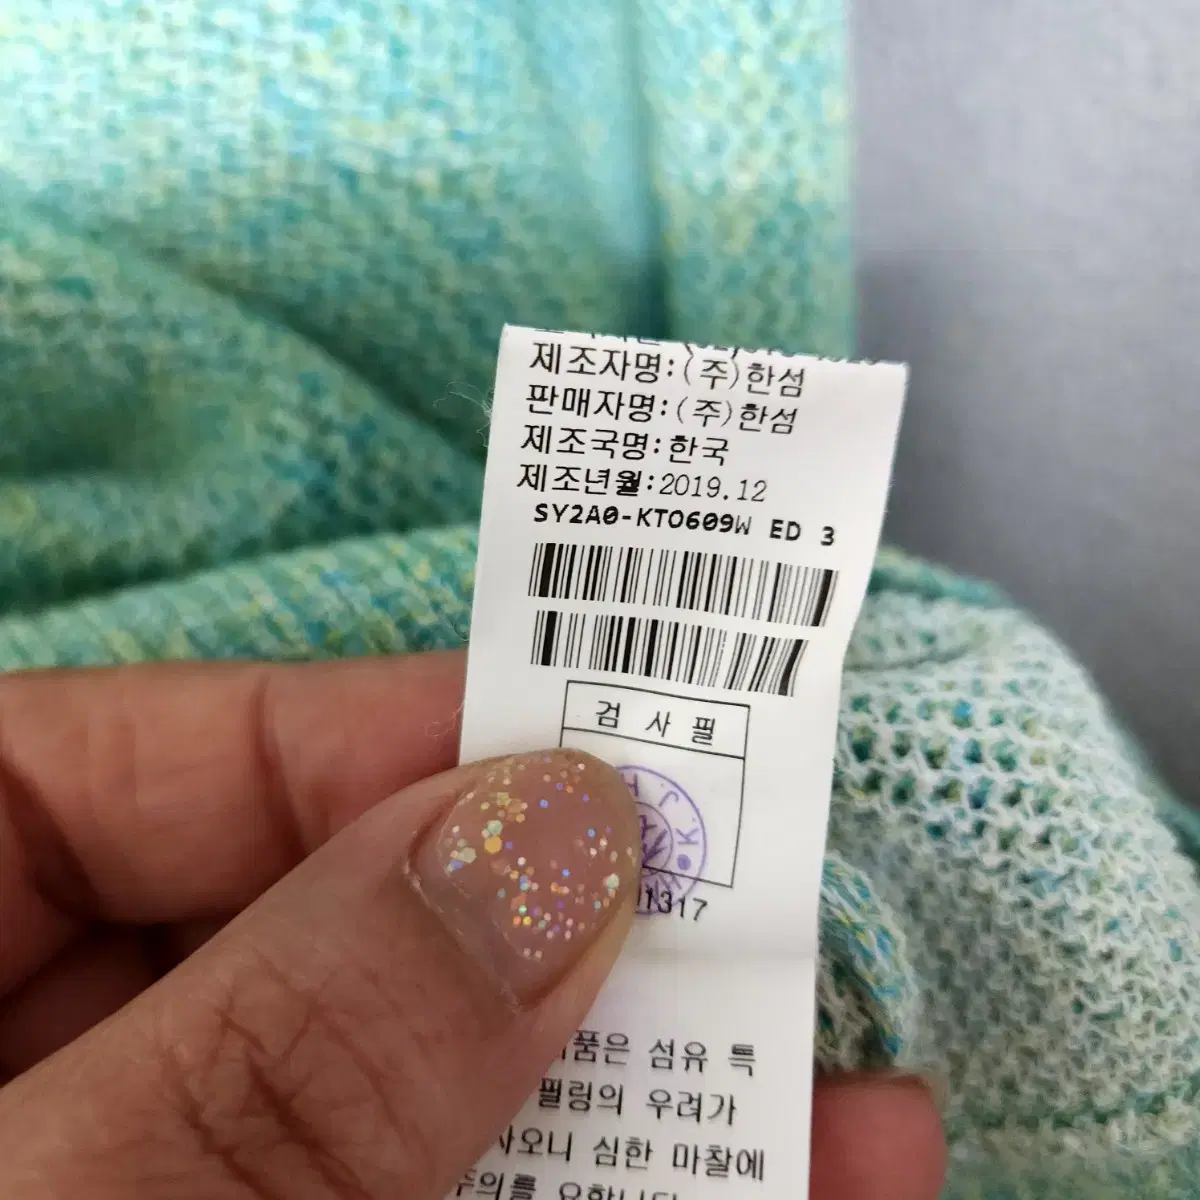 제조자명:(주)한섬
판매자명:(주)한섬
제조국명:한국
제조년월:2019.12
SY2A0-KTO609W ED 3
검 사 필
K.J.H
1317
품은 섬유 특
필링의 우려가
사오니 심한 마찰에
주의를 요합니다